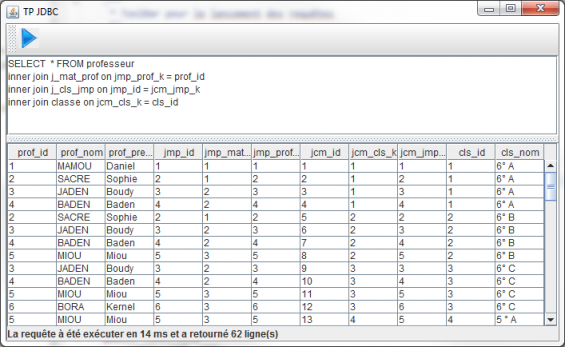 TP JDBC
SELECT * FROM professeur
inner join j_mat_prof on jmp_prof_k = prof_id
inner join j_cls_jmp on jmp_id = jcm_jmp_k
inner join classe on jcm_cls_k = cls_id
prof_id prof_nom prof_pre... jmp_id jmp_mat... jmp_prof... jcm_id jcm_cls_k jcm_jmp... cls_id cls_nom
1 MAMOU Daniel 1 1 1 1 1 1 1 6° A
2 SACRE Sophie 2 1 2 2 1 2 1 6° A
3 JADEN Boudy 3 2 3 3 1 3 1 6° A
4 BADEN Baden 4 2 4 4 1 4 1 6° A
2 SACRE Sophie 2 1 2 5 2 2 2 6° B
3 JADEN Boudy 3 2 3 6 2 3 2 6° B
4 BADEN Baden 4 2 4 7 2 4 2 6° B
5 MIOU Miou 5 3 5 8 2 5 2 6° B
3 JADEN Boudy 3 2 3 9 3 3 3 6° C
4 BADEN Baden 4 2 4 10 3 4 3 6° C
5 MIOU Miou 5 3 5 11 3 5 3 6° C
6 BORA Kernel 6 3 6 12 3 6 3 6° C
5 MIOU Miou 5 3 5 13 4 5 4 5 ° A
La requête à été exécuter en 14 ms et a retourné 62 ligne(s)